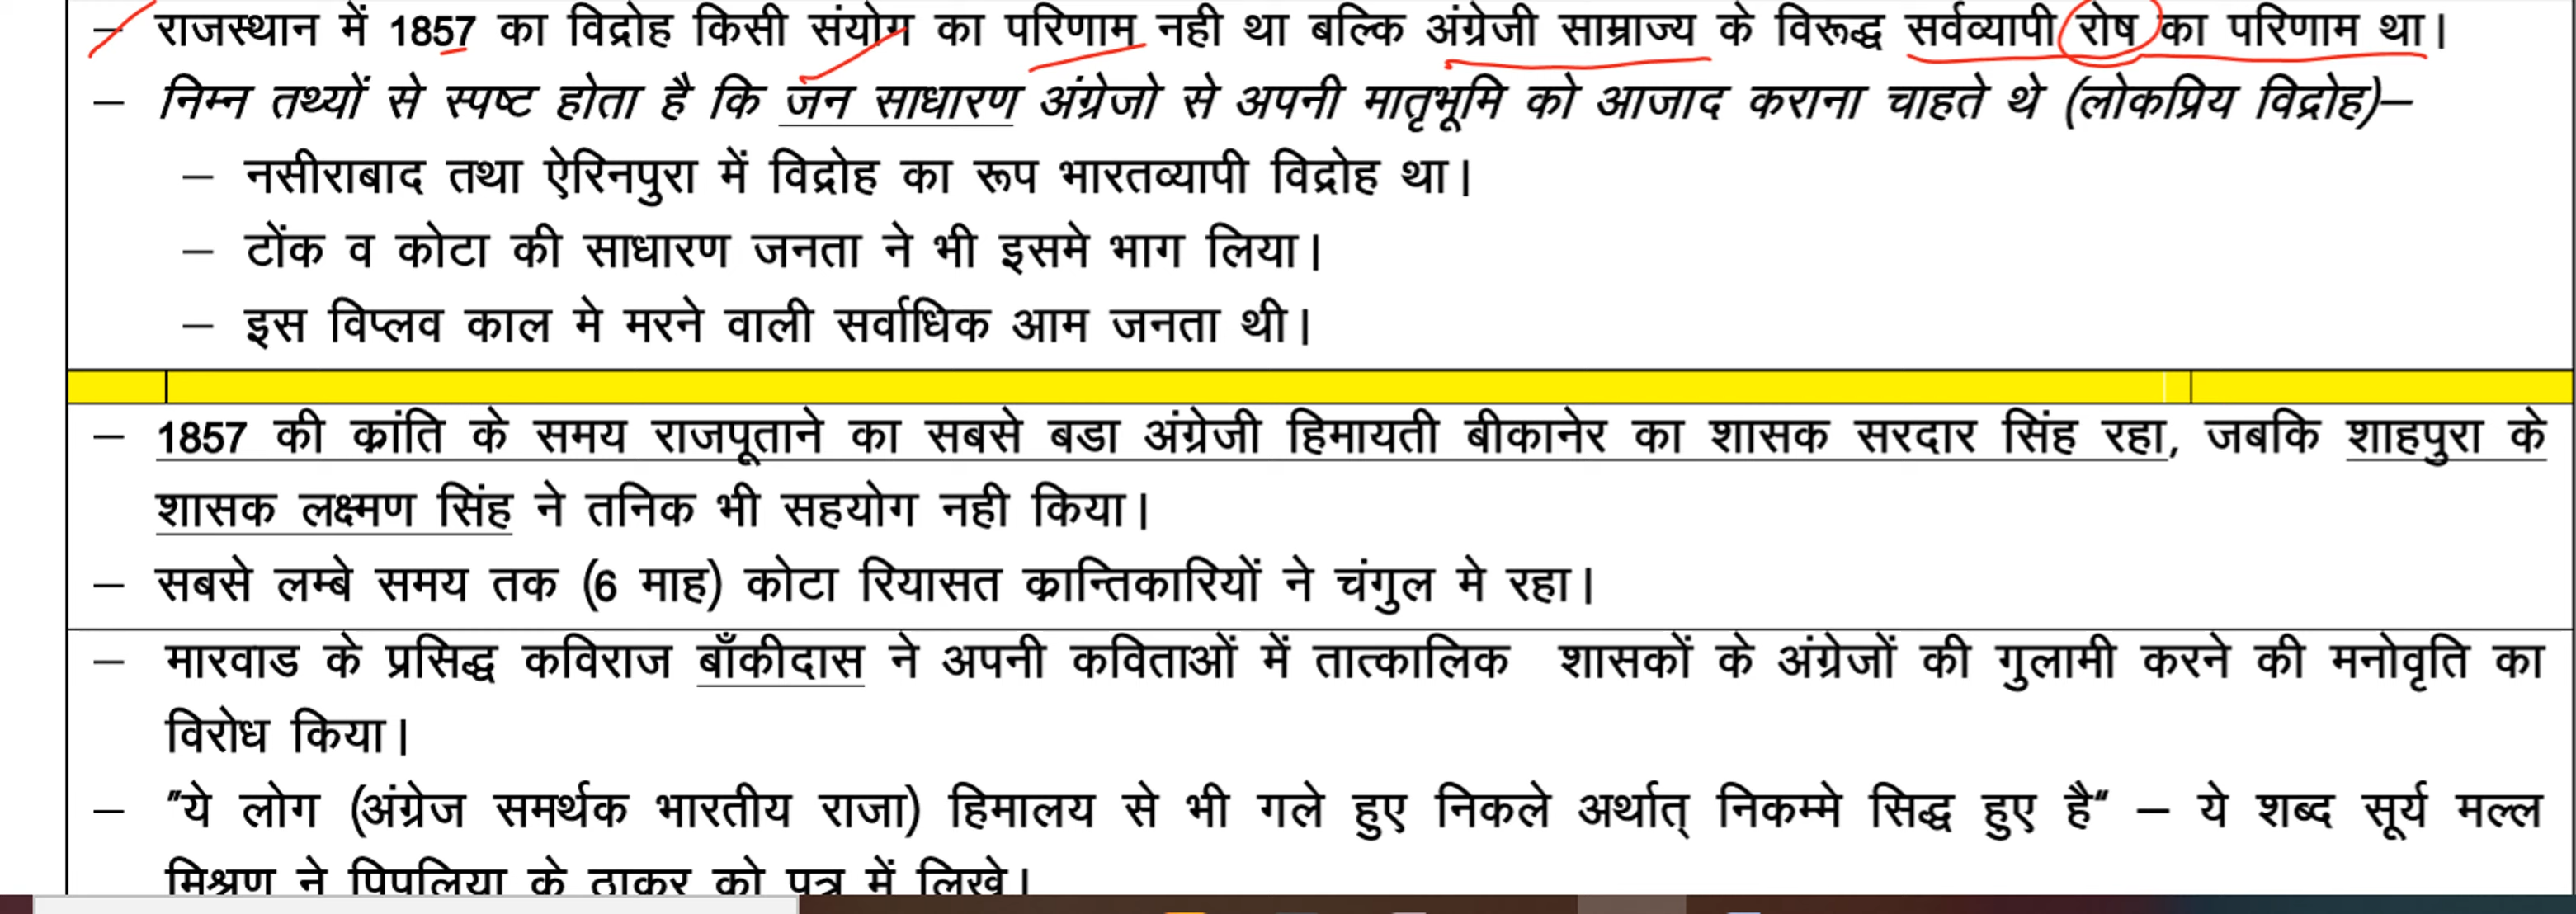 – राजस्थान में 1857 का विद्रोह किसी संयोग का परिणाम नही था बल्कि अंग्रेजी साम्राज्य के विरूद्ध सर्वव्यापी रोष का परिणाम था।
– निम्न तथ्यों से स्पष्ट होता है कि जन साधारण अंग्रेजो से अपनी मातृभूमि को आजाद कराना चाहते थे (लोकप्रिय विद्रोह)–
– नसीराबाद तथा ऐरिनपुरा में विद्रोह का रूप भारतव्यापी विद्रोह था।
– टोंक व कोटा की साधारण जनता ने भी इसमे भाग लिया।
– इस विप्लव काल मे मरने वाली सर्वाधिक आम जनता थी।
– 1857 की क्रांति के समय राजपूताने का सबसे बडा अंग्रेजी हिमायती बीकानेर का शासक सरदार सिंह रहा, जबकि शाहपुरा के
शासक लक्ष्मण सिंह ने तनिक भी सहयोग नही किया।
– सबसे लम्बे समय तक (6 माह) कोटा रियासत क्रान्तिकारियों ने चंगुल मे रहा।
– मारवाड के प्रसिद्ध कविराज बाँकीदास ने अपनी कविताओं में तात्कालिक शासकों के अंग्रेजों की गुलामी करने की मनोवृति का
विरोध किया।
– "ये लोग (अंग्रेज समर्थक भारतीय राजा) हिमालय से भी गले हुए निकले अर्थात् निकम्मे सिद्ध हुए है" – ये शब्द सूर्य मल्ल
मिश्रण ने पिपलिया के ठाकुर को पत्र में लिखे।